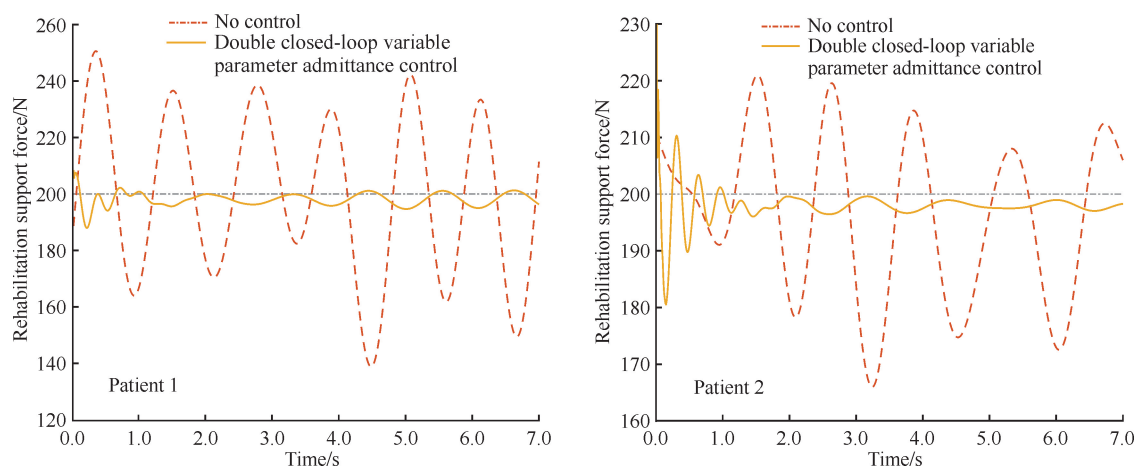 No control
Double closed-loop variable
parameter admittance control
Rehabilitation support force/N
260
240
220
200
180
160
140
120
Patient 1
0.0 1.0 2.0 3.0 4.0 5.0 6.0 7.0
Time/s
No control
Double closed-loop variable
parameter admittance control
Rehabilitation support force/N
230
220
210
200
190
180
170
160
Patient 2
0.0 1.0 2.0 3.0 4.0 5.0 6.0 7.0
Time/s